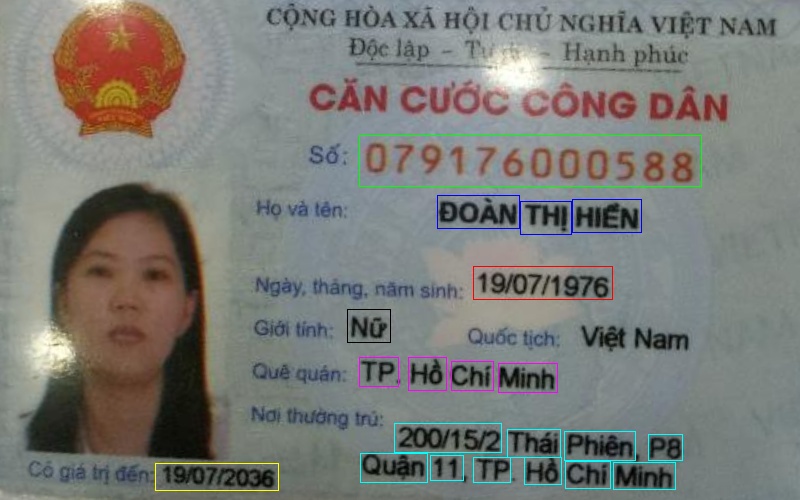 CỘNG HÒA XÃ HỘI CHỦ NGHĨA VIỆT NAM
Độc lập - Tự do - Hạnh phúc
CĂN CƯỚC CÔNG DÂN
Số: 079176000588
Họ và tên: ĐOÀN THỊ HIỀN
Ngày, tháng, năm sinh: 19/07/1976
Giới tính: Nữ Quốc tịch: Việt Nam
Quê quán: TP. Hồ Chí Minh
Nơi thường trú: 200/15/2 Thái Phiên, P8
Quận 11, TP. Hồ Chí Minh
Có giá trị đến: 19/07/2036